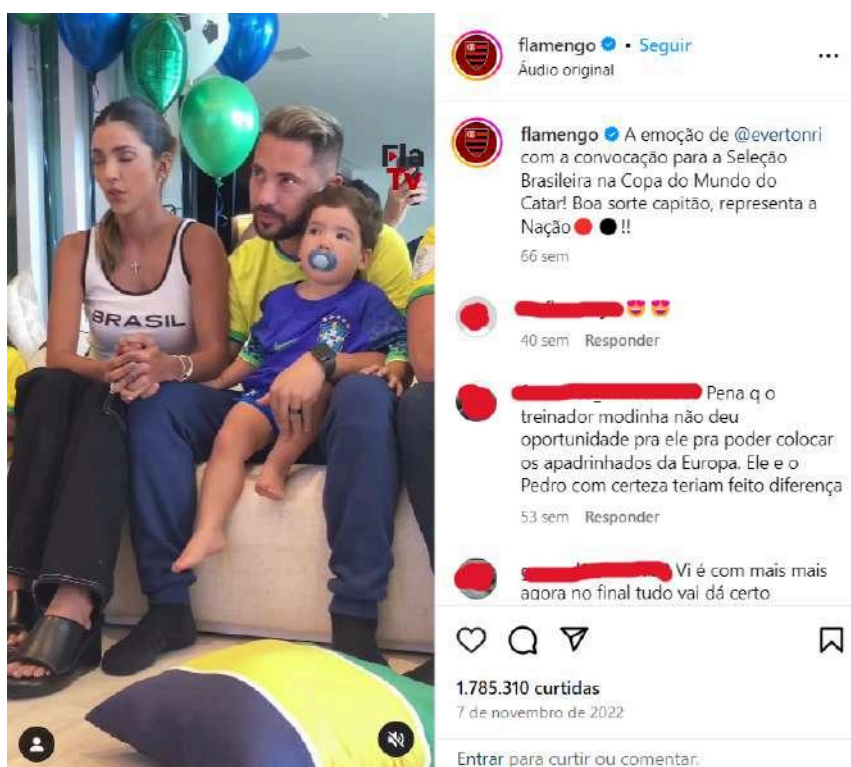 Fla
Tv
BRASIL
flamengo • Seguir
Áudio original
flamengo A emoção de @evertonri
com a convocação para a Seleção
Brasileira na Copa do Mundo do
Catar! Boa sorte capitão, representa a
Nação !!
66 sem
40 sem Responder
Pena q o
treinador modinha não deu
oportunidade pra ele pra poder colocar
os apadrinhados da Europa. Ele e o
Pedro com certeza teriam feito diferença
53 sem Responder
Vi é com mais mais
agora no final tudo vai dá certo
1.785.310 curtidas
7 de novembro de 2022
Entrar para curtir ou comentar.